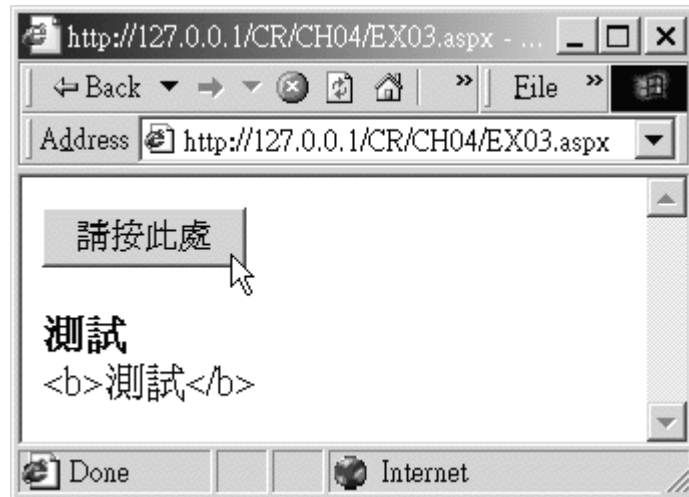 http://127.0.0.1/CR/CH04/EX03.aspx - ...
Back » File »
Address http://127.0.0.1/CR/CH04/EX03.aspx
請按此處
測試
<b>測試</b>
Done Internet